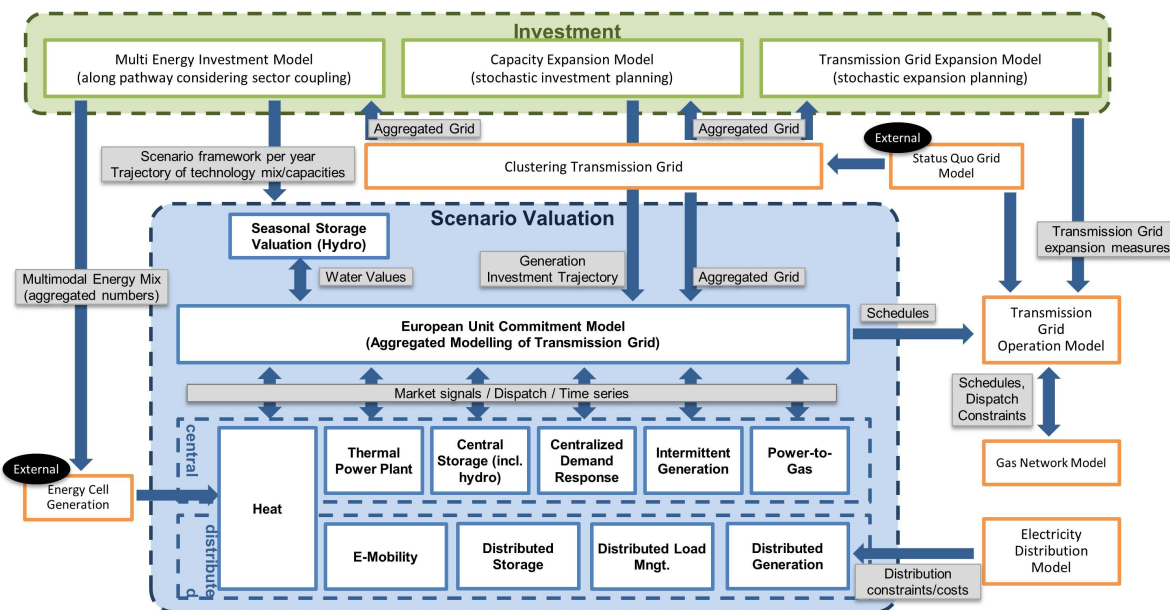 Investment
Multi Energy Investment Model
(along pathway considering sector coupling)
Capacity Expansion Model
(stochastic investment planning)
Transmission Grid Expansion Model
(stochastic expansion planning)
Aggregated Grid
Aggregated Grid
External
Scenario framework per year
Trajectory of technology mix/capacities
Clustering Transmission Grid
Status Quo Grid
Model
Scenario Valuation
Seasonal Storage
Valuation (Hydro)
Transmission Grid
expansion measures
Multimodal Energy Mix
(aggregated numbers)
Water Values
Generation
Investment Trajectory
Aggregated Grid
European Unit Commitment Model
(Aggregated Modelling of Transmission Grid)
Schedules
Transmission
Grid
Operation Model
Market signals / Dispatch / Time series
Schedules,
Dispatch
Constraints
central
Thermal
Power Plant
Central
Storage (incl.
hydro)
Centralized
Demand
Response
Intermittent
Generation
Power-to-
Gas
Gas Network Model
External
Energy Cell
Generation
Heat
distribute
d
E-Mobility
Distributed
Storage
Distributed Load
Mngt.
Distributed
Generation
Electricity
Distribution
Model
Distribution
constraints/costs